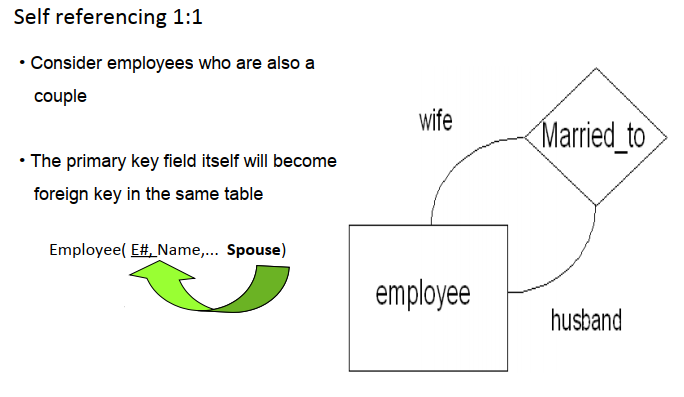 Self referencing 1:1
• Consider employees who are also a
couple
• The primary key field itself will become
foreign key in the same table
Employee( E#, Name,... Spouse)
wife
Married_to
employee
husband